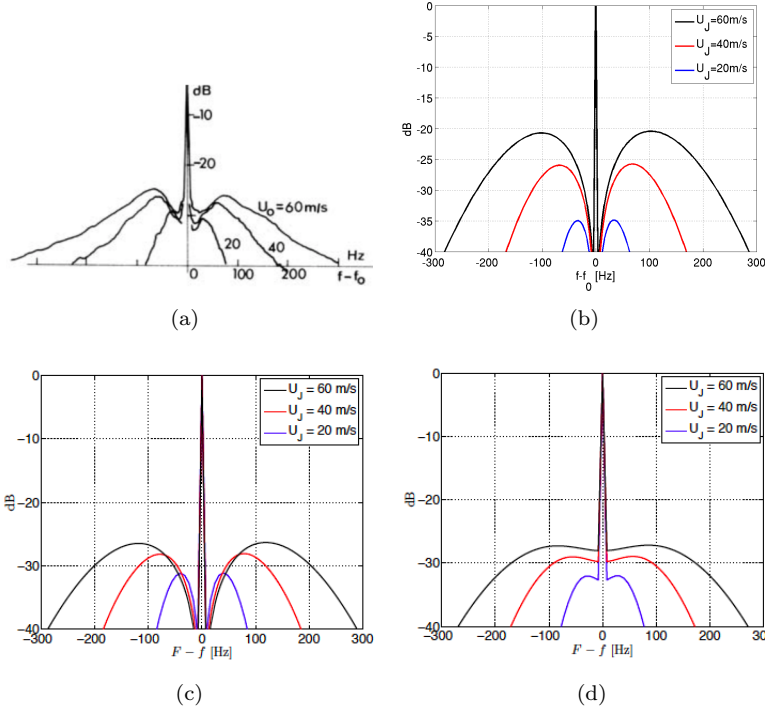 dB
-10
-20
U₀=60m/s
20
40
Hz
0
100
200
f-f₀
(a)
0
-5
-10
-15
-20
-25
-30
-35
-40
dB
U_J=60m/s
U_J=40m/s
U_J=20m/s
-300 -200 -100 0 100 200 300
f-f₀ [Hz]
(b)
0
-10
-20
-30
-40
dB
U_J = 60 m/s
U_J = 40 m/s
U_J = 20 m/s
-300 -200 -100 0 100 200 300
F - f [Hz]
(c)
0
-10
-20
-30
-40
dB
U_J = 60 m/s
U_J = 40 m/s
U_J = 20 m/s
-300 -200 -100 0 100 200 300
F - f [Hz]
(d)